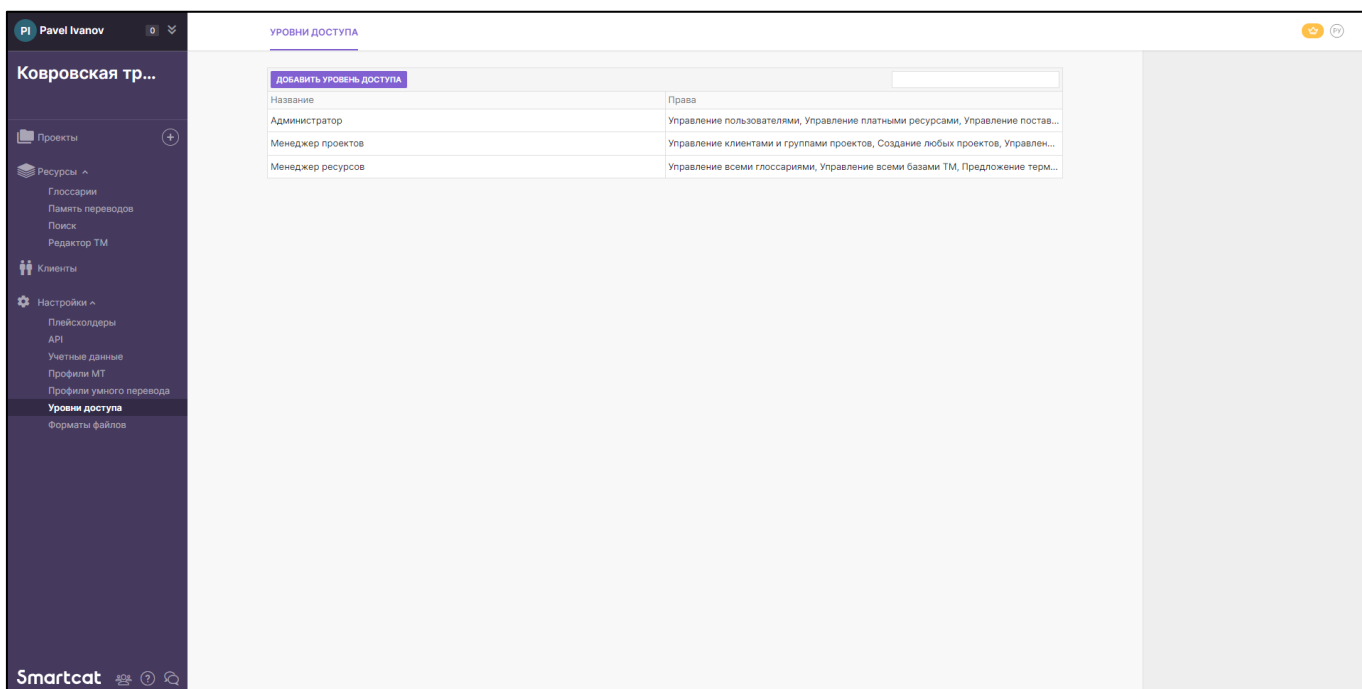 PI Pavel Ivanov 0
УРОВНИ ДОСТУПА
РУ
Ковровская тр...
ДОБАВИТЬ УРОВЕНЬ ДОСТУПА
Название Права
Администратор Управление пользователями, Управление платными ресурсами, Управление постав...
Менеджер проектов Управление клиентами и группами проектов, Создание любых проектов, Управлен...
Менеджер ресурсов Управление всеми глоссариями, Управление всеми базами ТМ, Предложение терм...
Проекты
Ресурсы
Глоссарии
Память переводов
Поиск
Редактор ТМ
Клиенты
Настройки
Плейсхолдеры
API
Учетные данные
Профили МТ
Профили умного перевода
Уровни доступа
Форматы файлов
Smartcat